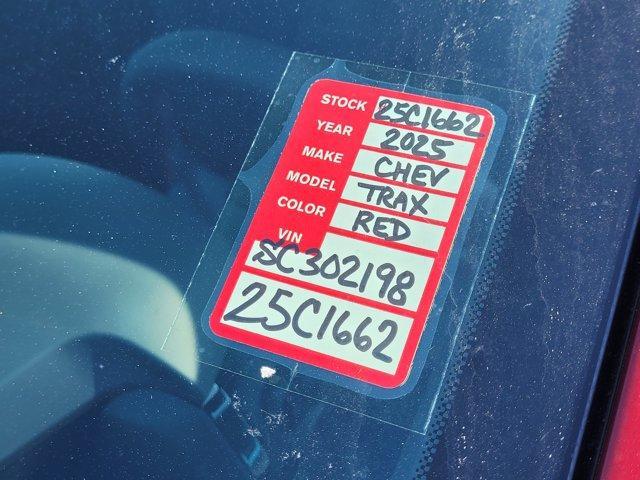 STOCK 25C1662
YEAR 2025
MAKE CHEV
MODEL TRAX
COLOR RED
VIN
SC302198
25C1662